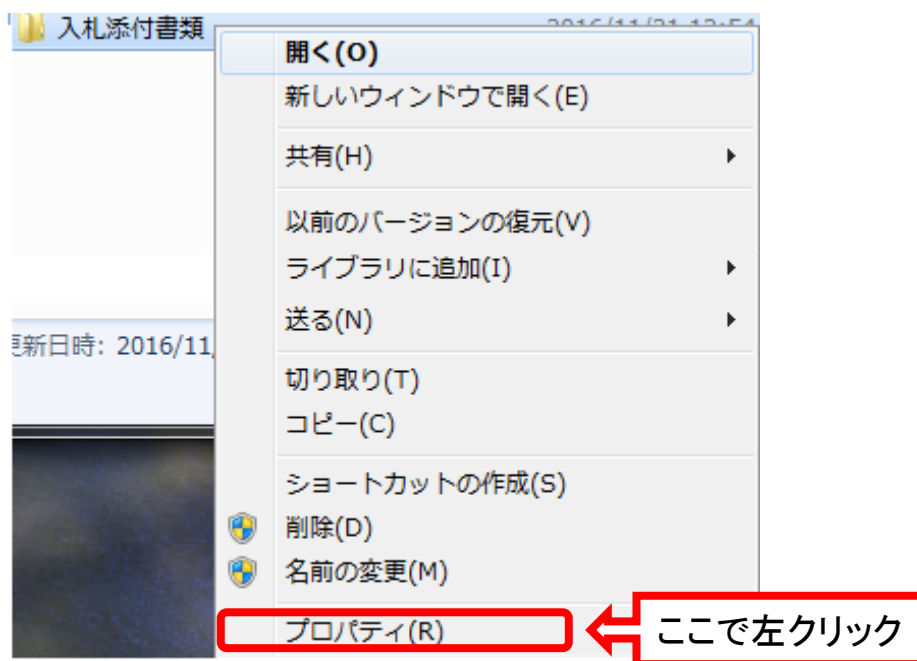 入札添付書類
開く(O)
新しいウィンドウで開く(E)
共有(H)
以前のバージョンの復元(V)
ライブラリに追加(I)
送る(N)
更新日時: 2016/11/
切り取り(T)
コピー(C)
ショートカットの作成(S)
削除(D)
名前の変更(M)
プロパティ(R)
ここで左クリック